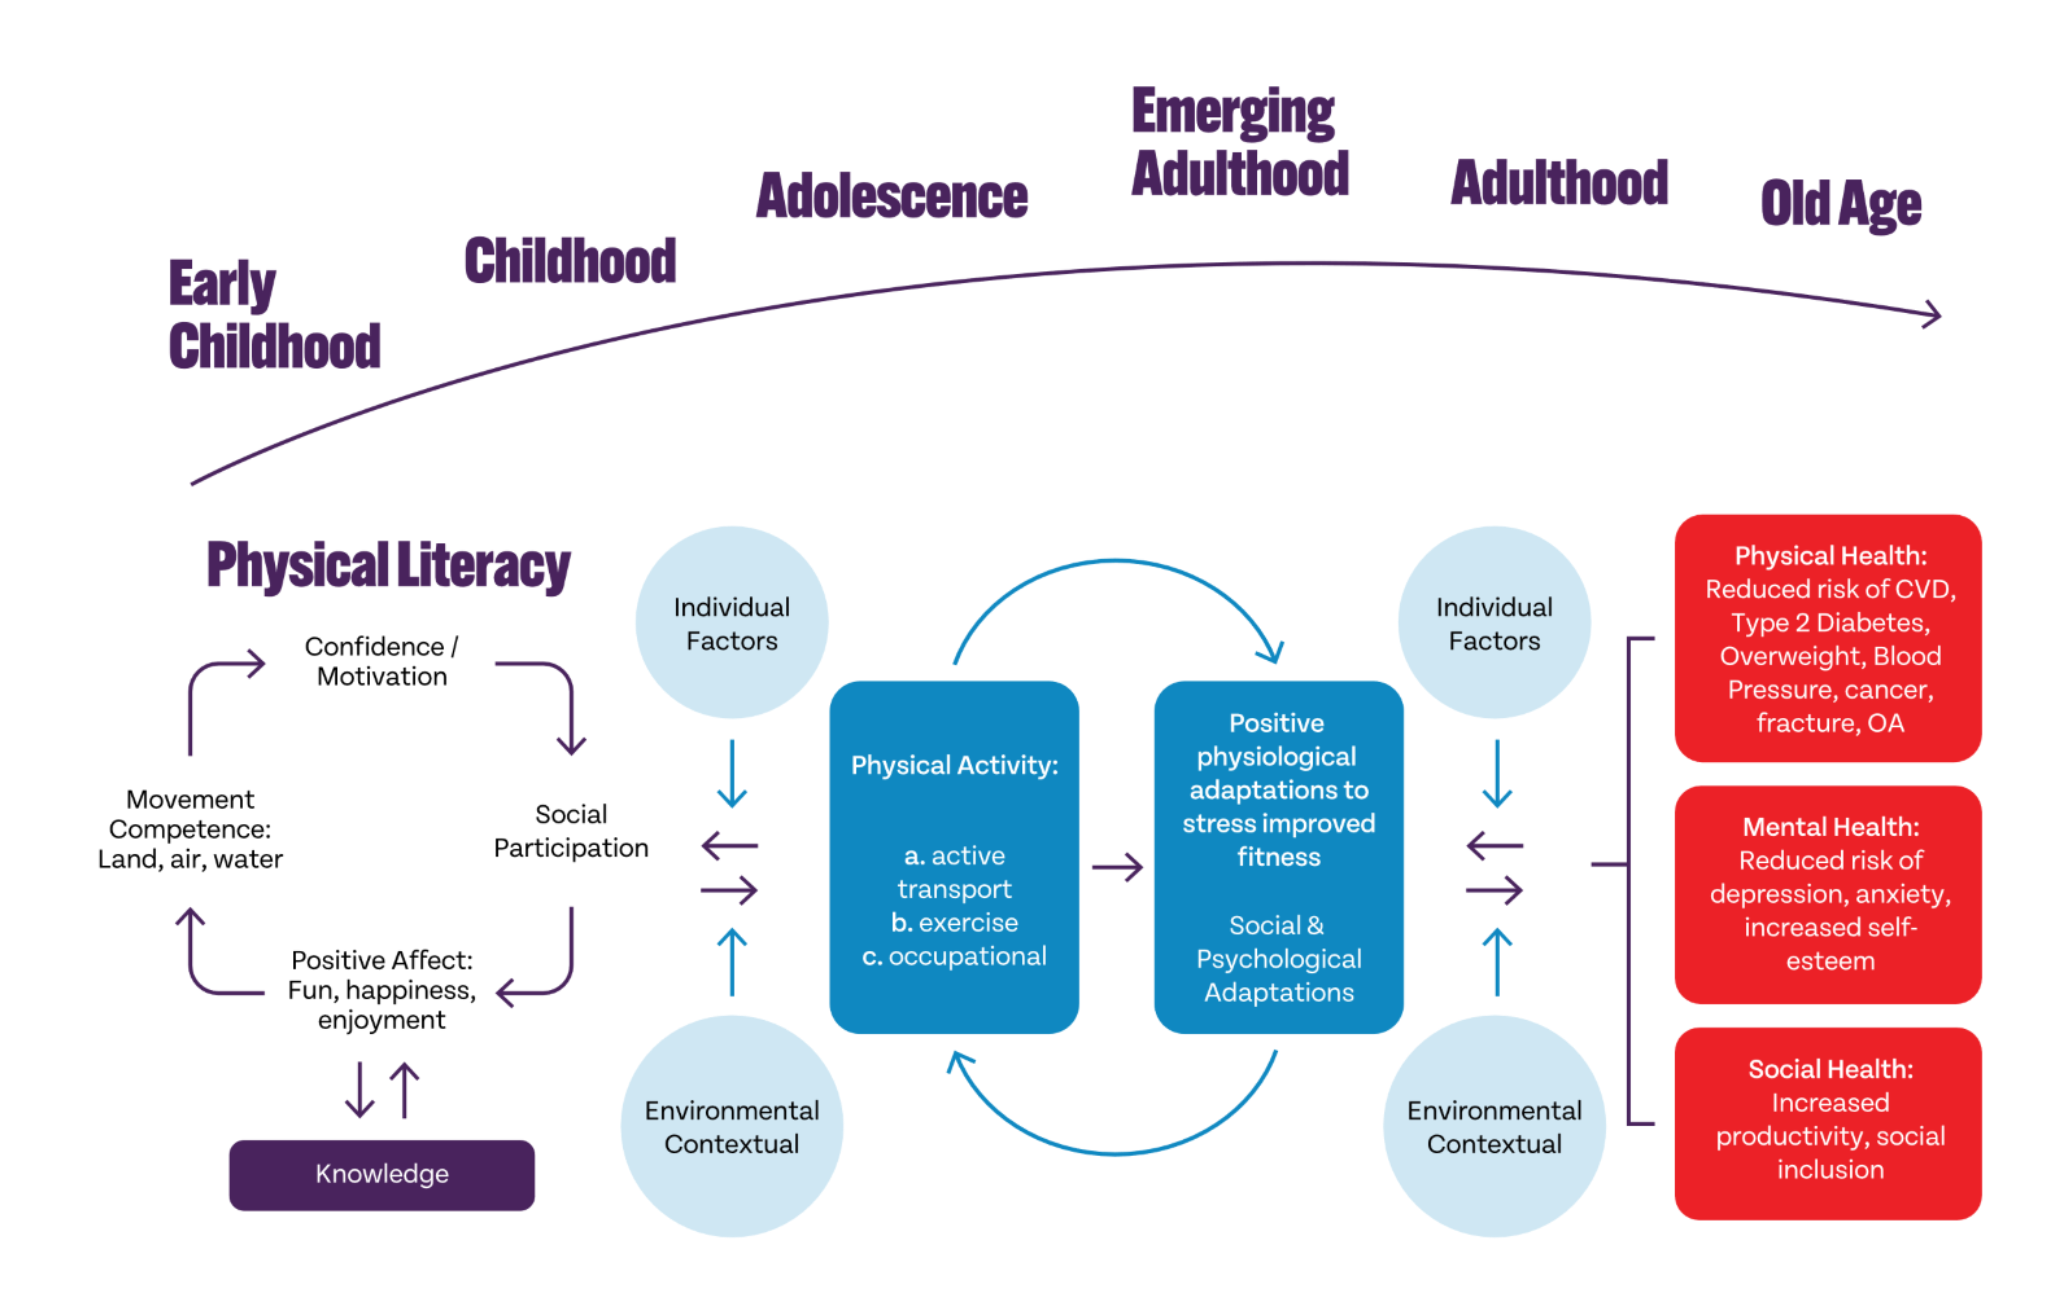 Early
Childhood
Childhood
Adolescence
Emerging
Adulthood
Adulthood
Old Age
Physical Literacy
Confidence /
Motivation
Movement
Competence:
Land, air, water
Social
Participation
Positive Affect:
Fun, happiness,
enjoyment
Knowledge
Individual
Factors
Environmental
Contextual
Physical Activity:
a. active
transport
b. exercise
c. occupational
Positive
physiological
adaptations to
stress improved
fitness
Social &
Psychological
Adaptations
Individual
Factors
Environmental
Contextual
Physical Health:
Reduced risk of CVD,
Type 2 Diabetes,
Overweight, Blood
Pressure, cancer,
fracture, OA
Mental Health:
Reduced risk of
depression, anxiety,
increased self-
esteem
Social Health:
Increased
productivity, social
inclusion